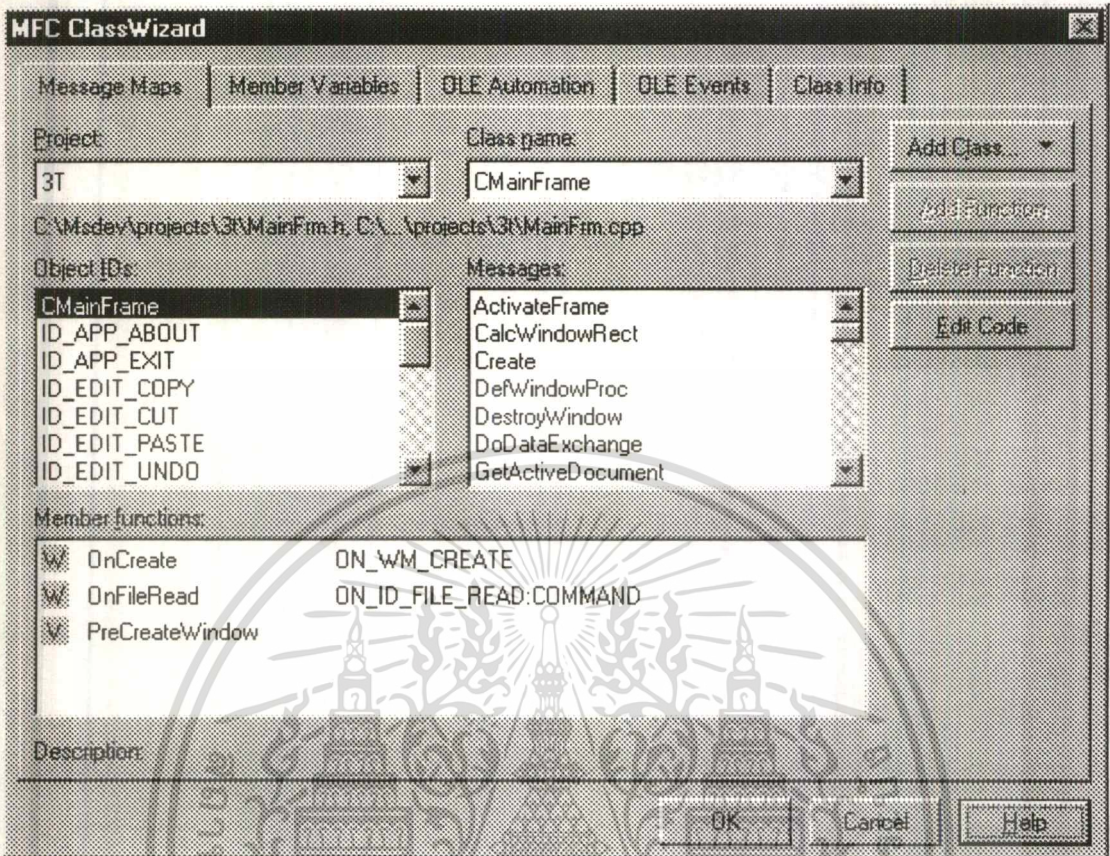 MFC ClassWizard
Message Maps Member Variables OLE Automation OLE Events Class Info
Project: Class name:
3T CMainFrame
Add Class...
C:\Msdev\projects\3t\MainFrm.h, C:\...\projects\3t\MainFrm.cpp
Add Function
Object IDs: Messages:
Delete Function
CMainFrame ActivateFrame
ID_APP_ABOUT CalcWindowRect
Edit Code
ID_APP_EXIT Create
ID_EDIT_COPY DefWindowProc
ID_EDIT_CUT DestroyWindow
ID_EDIT_PASTE DoDataExchange
ID_EDIT_UNDO GetActiveDocument
Member functions:
W OnCreate ON_WM_CREATE
W OnFileRead ON_ID_FILE_READ:COMMAND
V PreCreateWindow
Description:
OK Cancel Help